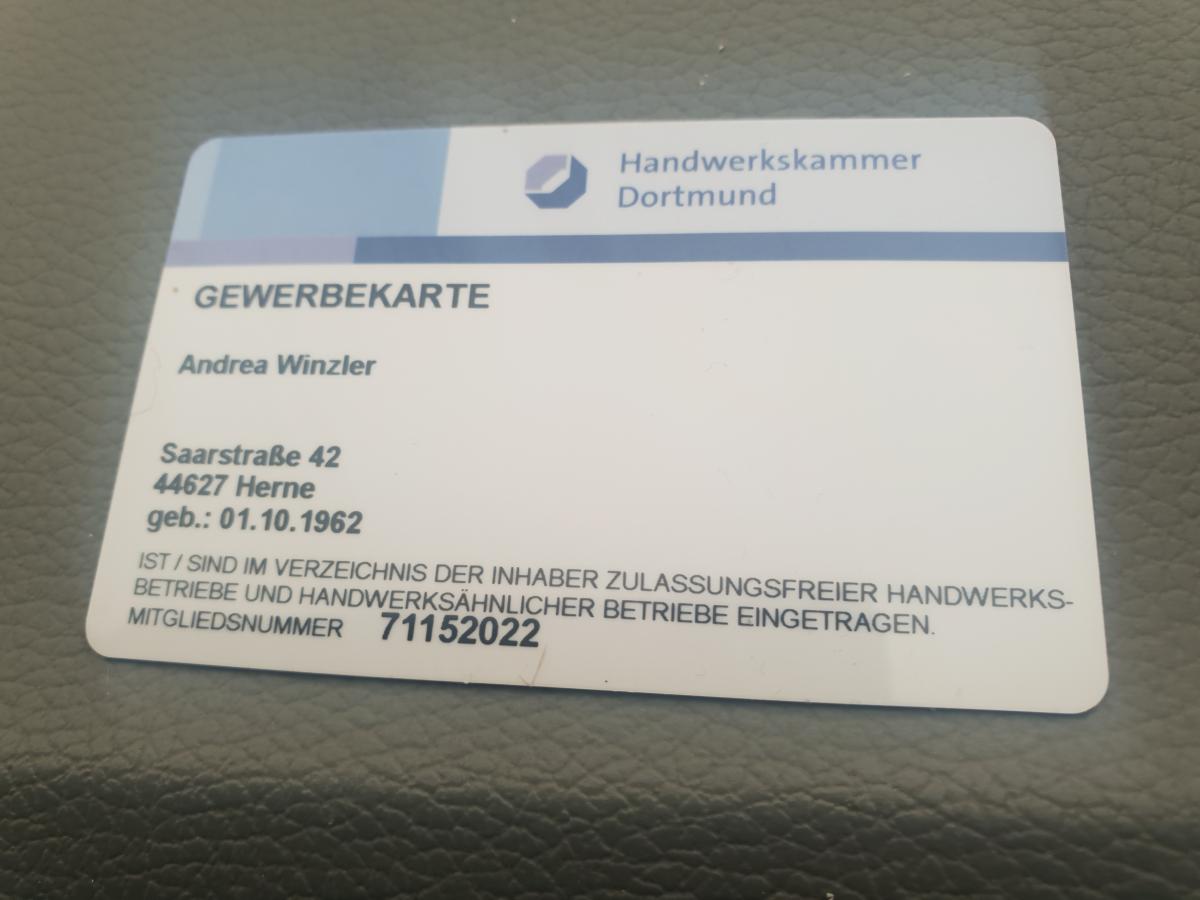 Handwerkskammer
Dortmund
GEWERBEKARTE
Andrea Winzler
Saarstraße 42
44627 Herne
geb.: 01.10.1962
IST / SIND IM VERZEICHNIS DER INHABER ZULASSUNGSFREIER HANDWERKS-
BETRIEBE UND HANDWERKSÄHNLICHER BETRIEBE EINGETRAGEN.
MITGLIEDSNUMMER 71152022